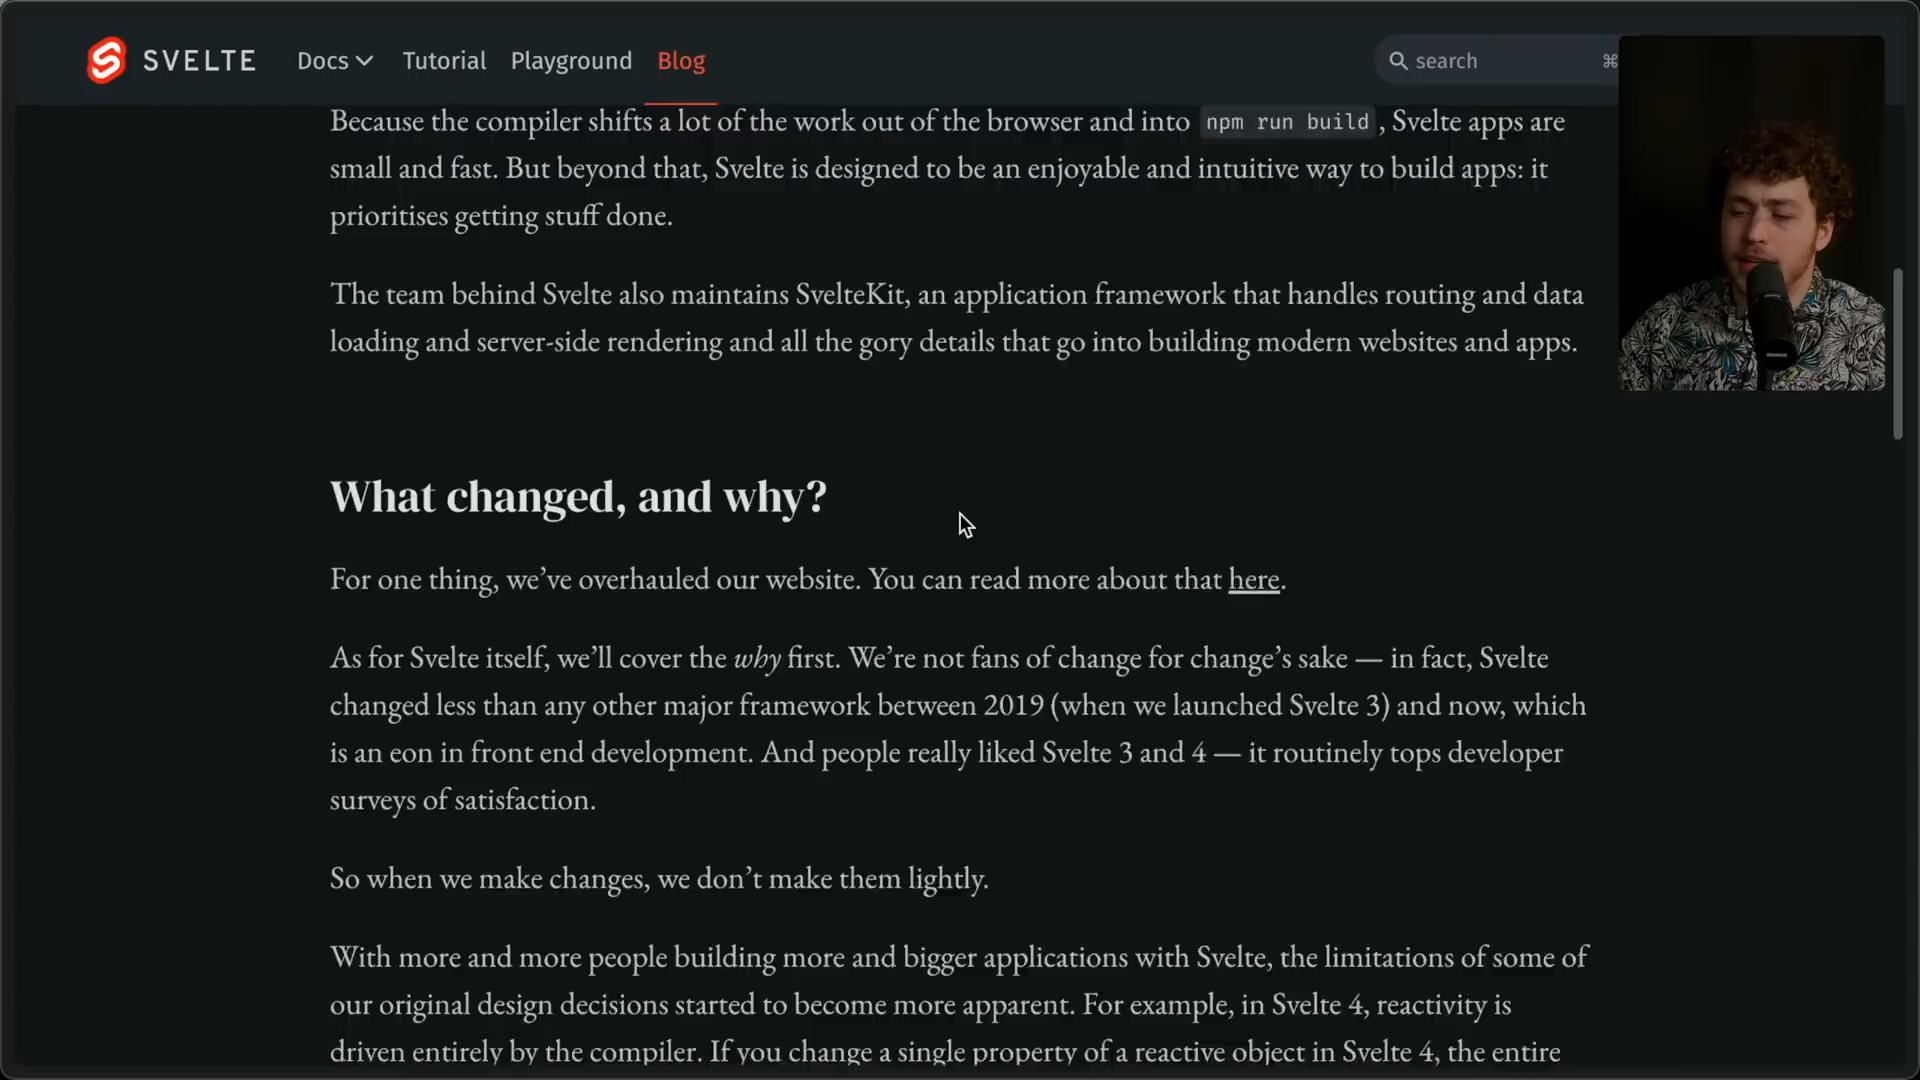 SVELTE Docs Tutorial Playground Blog search ⌘
Because the compiler shifts a lot of the work out of the browser and into npm run build, Svelte apps are
small and fast. But beyond that, Svelte is designed to be an enjoyable and intuitive way to build apps: it
prioritises getting stuff done.
The team behind Svelte also maintains SvelteKit, an application framework that handles routing and data
loading and server-side rendering and all the gory details that go into building modern websites and apps.
What changed, and why?
For one thing, we’ve overhauled our website. You can read more about that here.
As for Svelte itself, we’ll cover the why first. We’re not fans of change for change’s sake — in fact, Svelte
changed less than any other major framework between 2019 (when we launched Svelte 3) and now, which
is an eon in front end development. And people really liked Svelte 3 and 4 — it routinely tops developer
surveys of satisfaction.
So when we make changes, we don’t make them lightly.
With more and more people building more and bigger applications with Svelte, the limitations of some of
our original design decisions started to become more apparent. For example, in Svelte 4, reactivity is
driven entirely by the compiler. If you change a single property of a reactive object in Svelte 4, the entire